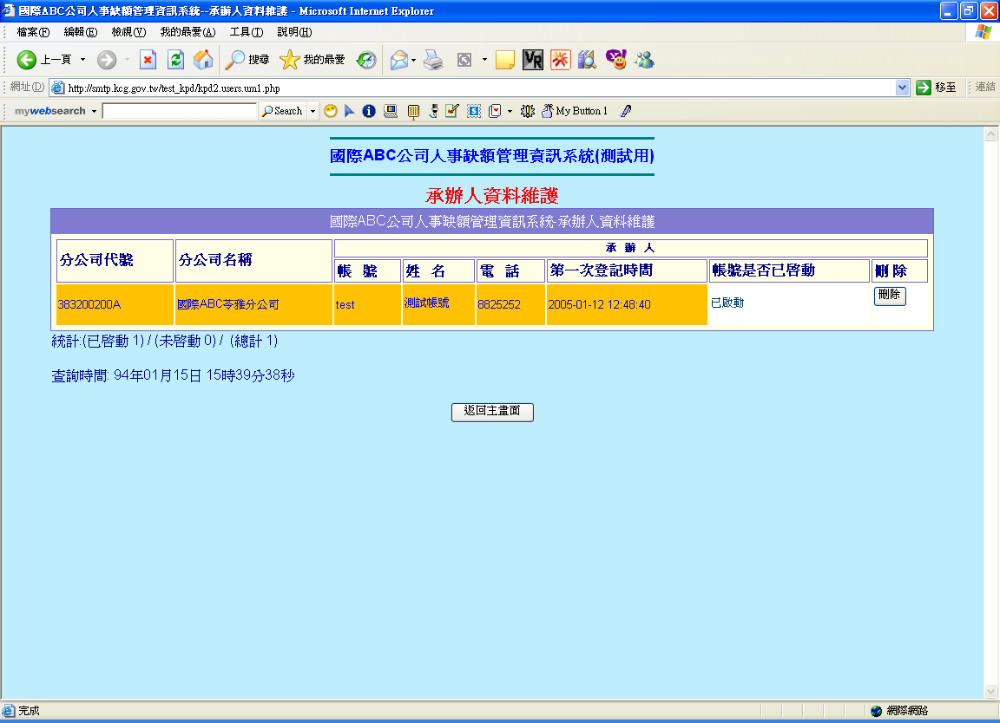 國際ABC公司人事缺額管理資訊系統--承辦人資料維護 - Microsoft Internet Explorer
檔案(F) 編輯(E) 檢視(V) 我的最愛(A) 工具(T) 說明(H)
上一頁 搜尋 我的最愛 VR
網址(D) http://smtp.kcg.gov.tw/test_kpd/kpd2.users.um1.php 移至 連結
mywebsearch Search My Button 1
國際ABC公司人事缺額管理資訊系統(測試用)
承辦人資料維護
國際ABC公司人事缺額管理資訊系統-承辦人資料維護
分公司代號 分公司名稱 承 辦 人
帳 號 姓 名 電 話 第一次登記時間 帳號是否已啓動 刪 除
383200200A 國際ABC苓雅分公司 test 測試帳號 8825252 2005-01-12 12:48:40 已啟動 刪除
統計:(已啓動 1) / (未啓動 0) / (總計 1)
查詢時間: 94年01月15日 15時39分38秒
返回主畫面
完成 網際網路